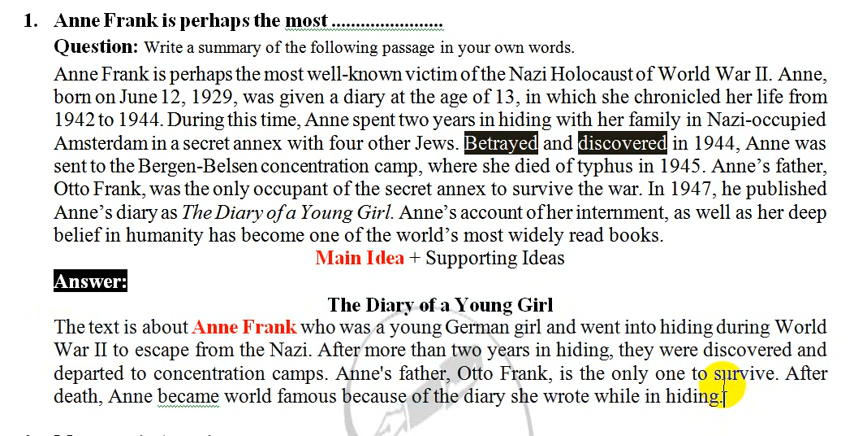 1. Anne Frank is perhaps the most .......................
Question: Write a summary of the following passage in your own words.
Anne Frank is perhaps the most well-known victim of the Nazi Holocaust of World War II. Anne,
born on June 12, 1929, was given a diary at the age of 13, in which she chronicled her life from
1942 to 1944. During this time, Anne spent two years in hiding with her family in Nazi-occupied
Amsterdam in a secret annex with four other Jews. Betrayed and discovered in 1944, Anne was
sent to the Bergen-Belsen concentration camp, where she died of typhus in 1945. Anne's father,
Otto Frank, was the only occupant of the secret annex to survive the war. In 1947, he published
Anne's diary as The Diary of a Young Girl. Anne's account of her internment, as well as her deep
belief in humanity has become one of the world's most widely read books.
Main Idea + Supporting Ideas
Answer:
The Diary of a Young Girl
The text is about Anne Frank who was a young German girl and went into hiding during World
War II to escape from the Nazi. After more than two years in hiding, they were discovered and
departed to concentration camps. Anne's father, Otto Frank, is the only one to survive. After
death, Anne became world famous because of the diary she wrote while in hiding.